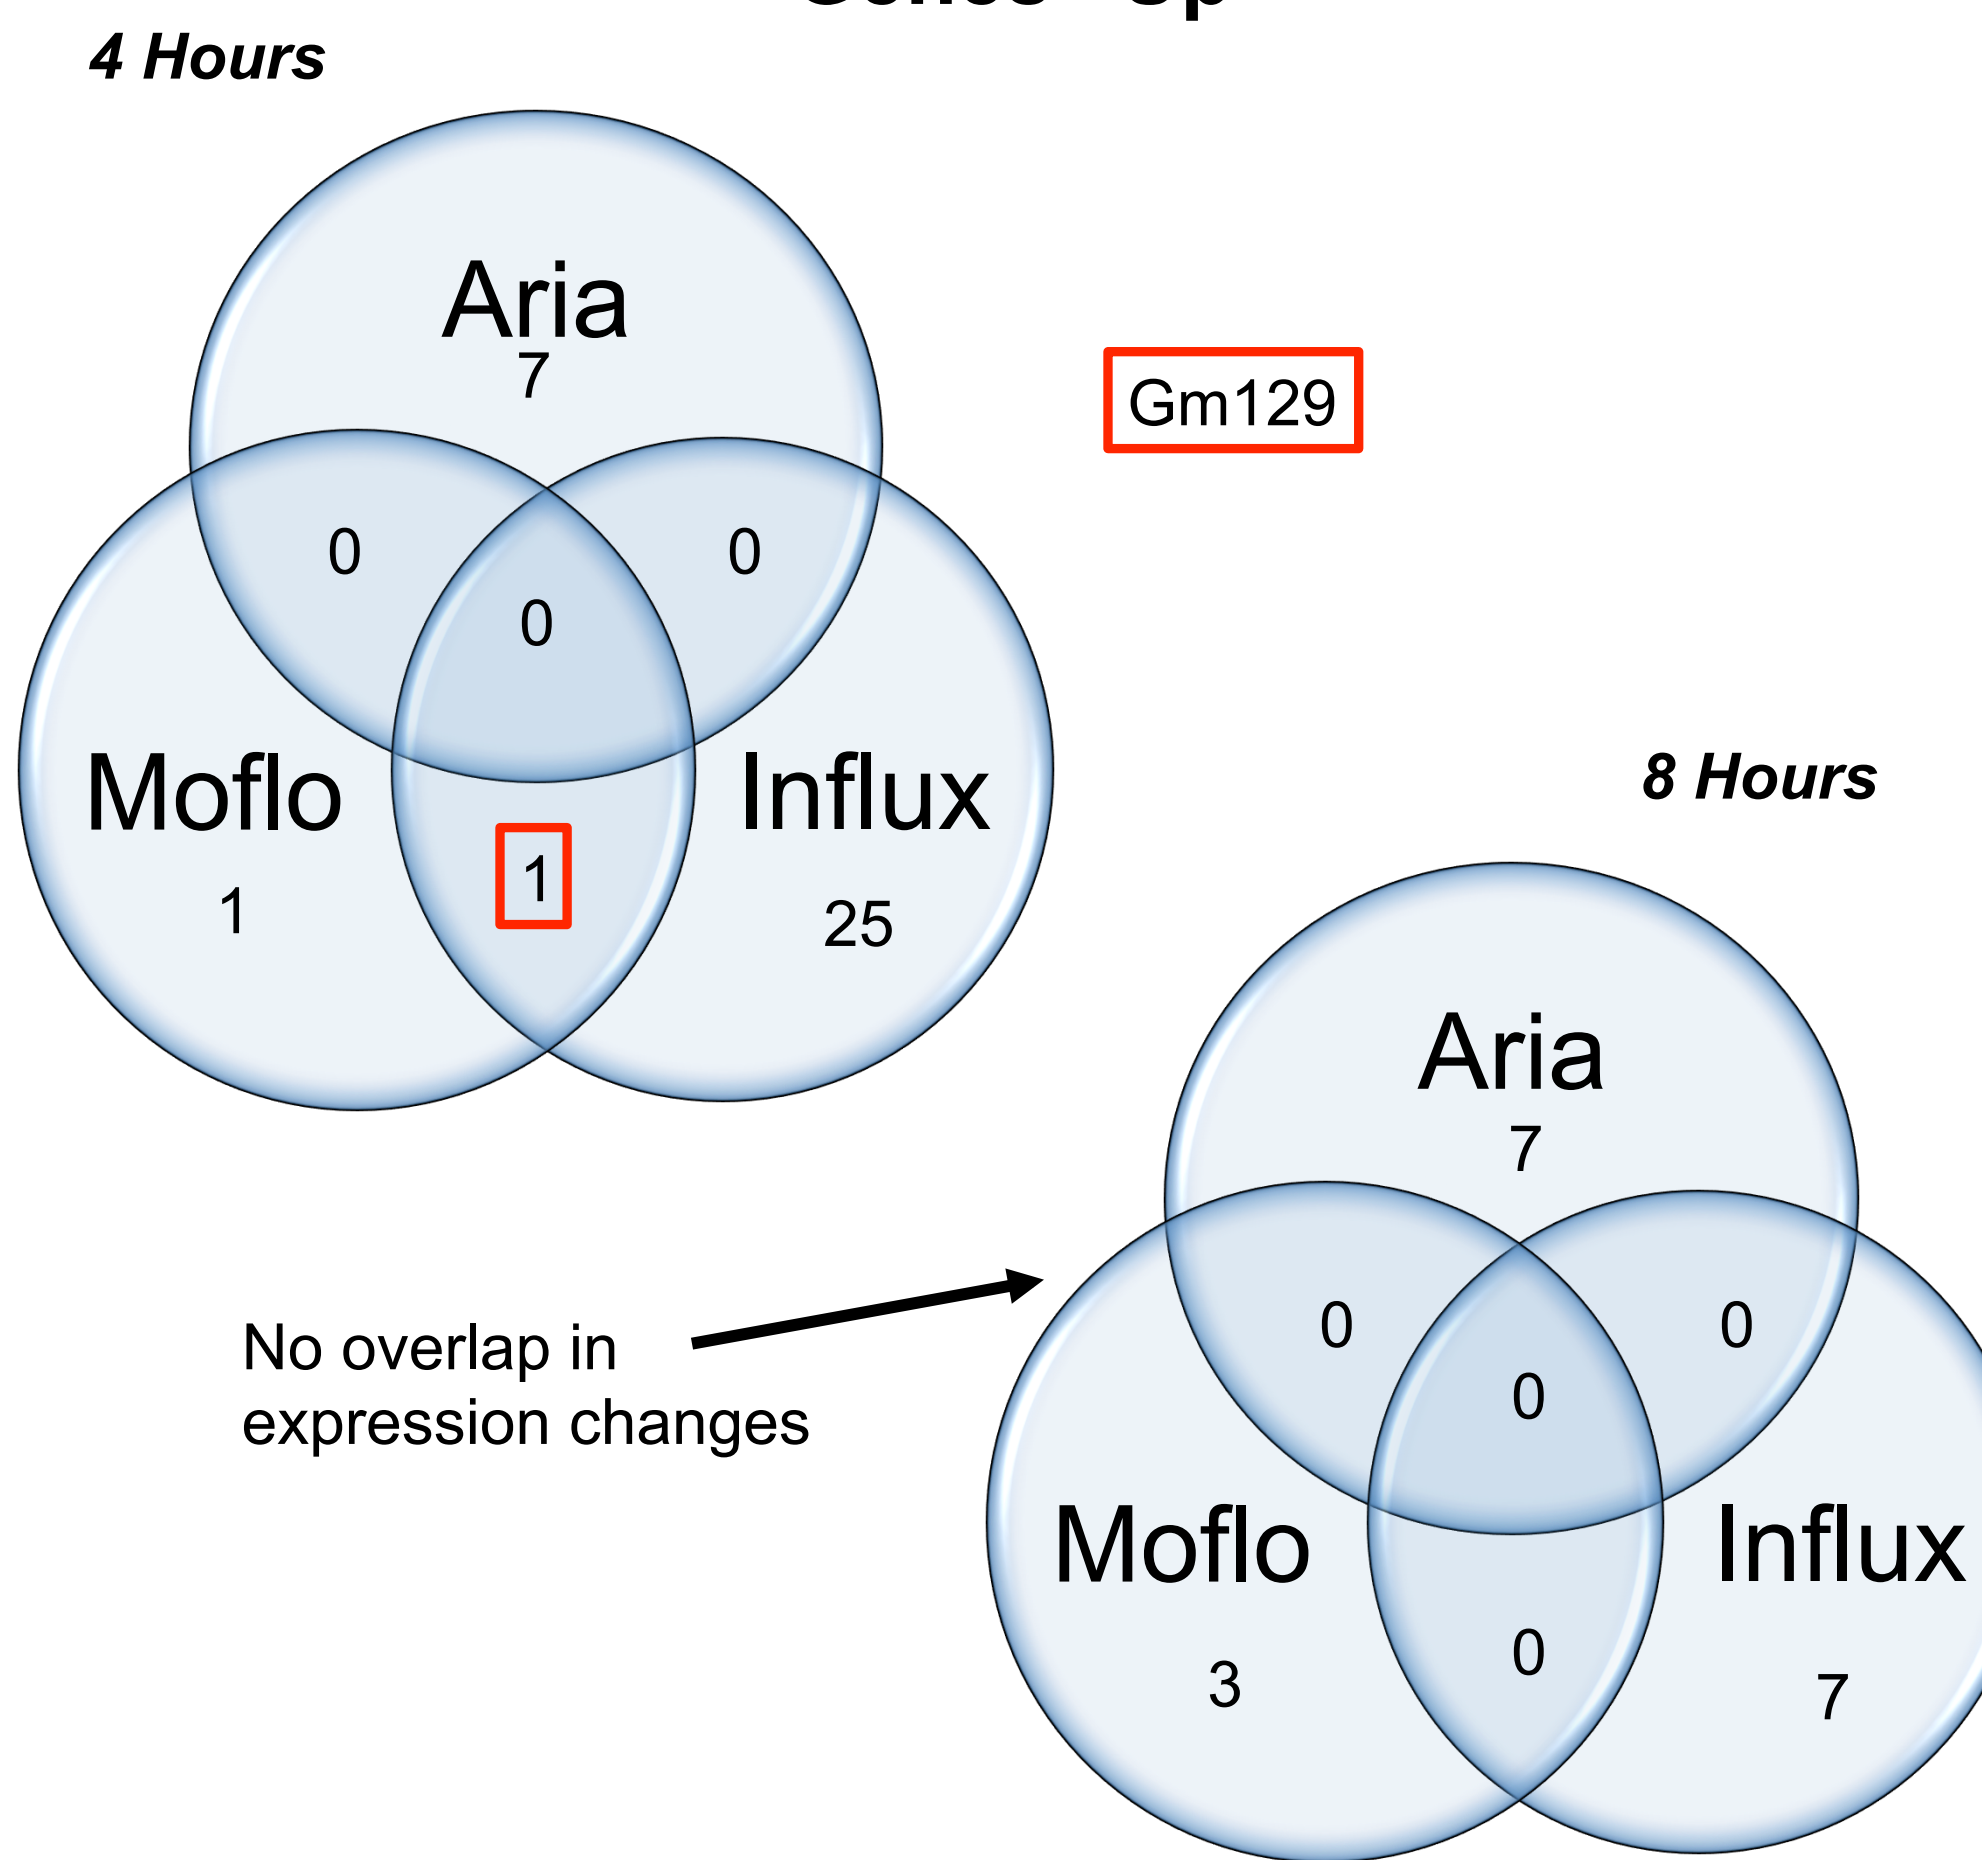 4 Hours
Aria
7
Gm129
0
0
0
Moflo
Influx
1
1
25
8 Hours
Aria
7
No overlap in
expression changes
0
0
0
Moflo
Influx
0
3
7